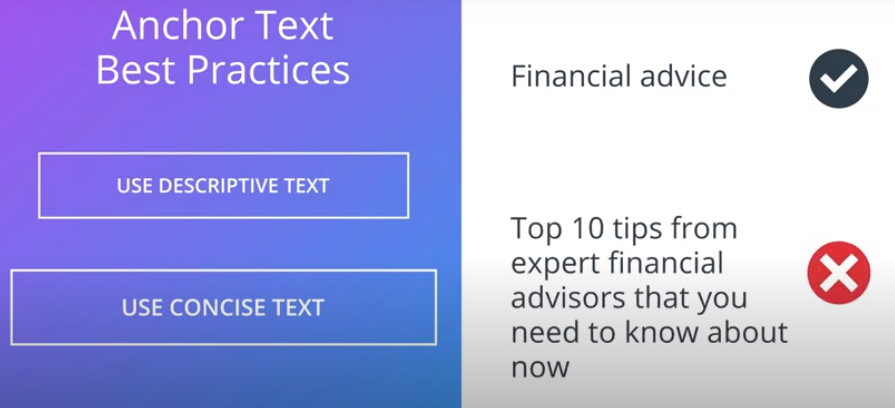 Anchor Text
Best Practices
USE DESCRIPTIVE TEXT
USE CONCISE TEXT
Financial advice
Top 10 tips from
expert financial
advisors that you
need to know about
now